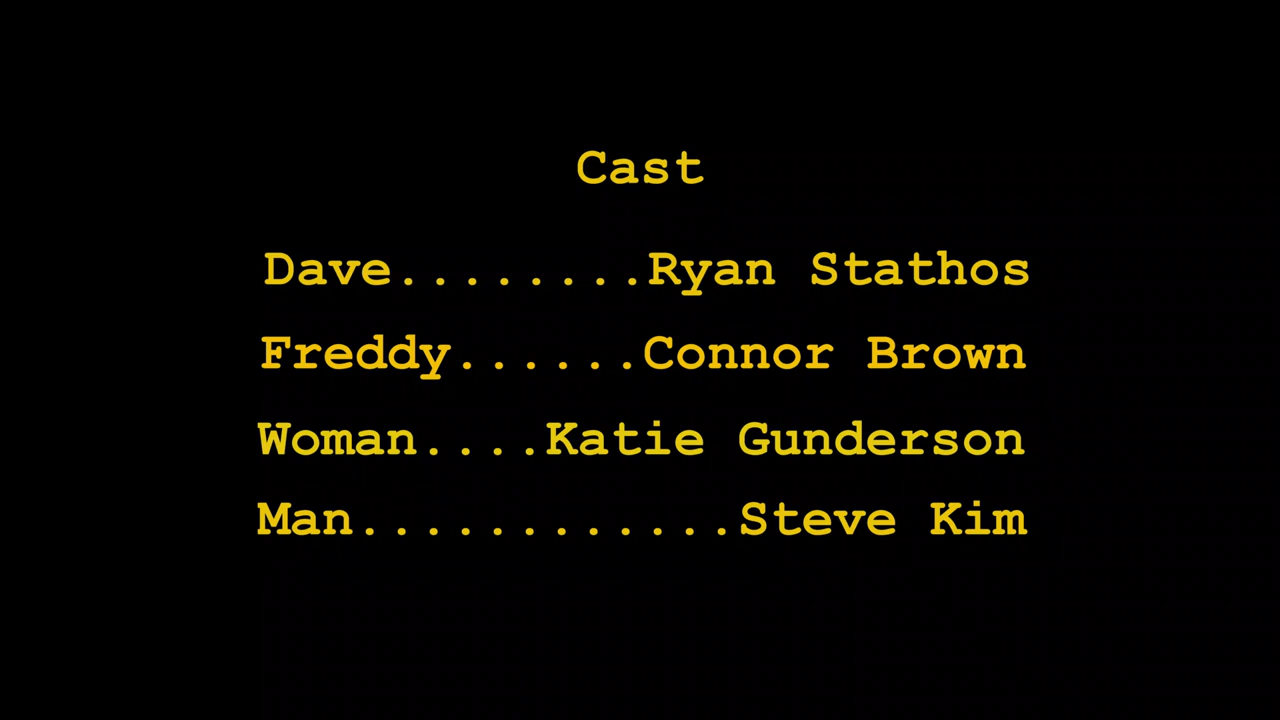 Cast
Dave........Ryan Stathos
Freddy......Connor Brown
Woman....Katie Gunderson
Man............Steve Kim